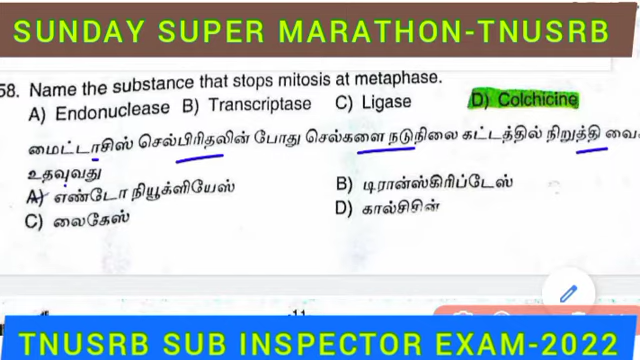 SUNDAY SUPER MARATHON-TNUSRB
58. Name the substance that stops mitosis at metaphase.
A) Endonuclease B) Transcriptase C) Ligase D) Colchicine
மைட்டாசிஸ் செல்பிரிதலின் போது செல்களை நடுநிலை கட்டத்தில் நிறுத்தி வை
உதவுவது
A) எண்டோ நியூக்ளியேஸ் B) டிரான்ஸ்கிரிப்டேஸ்
C) லைகேஸ் D) கால்சிசின்
11
TNUSRB SUB INSPECTOR EXAM-2022